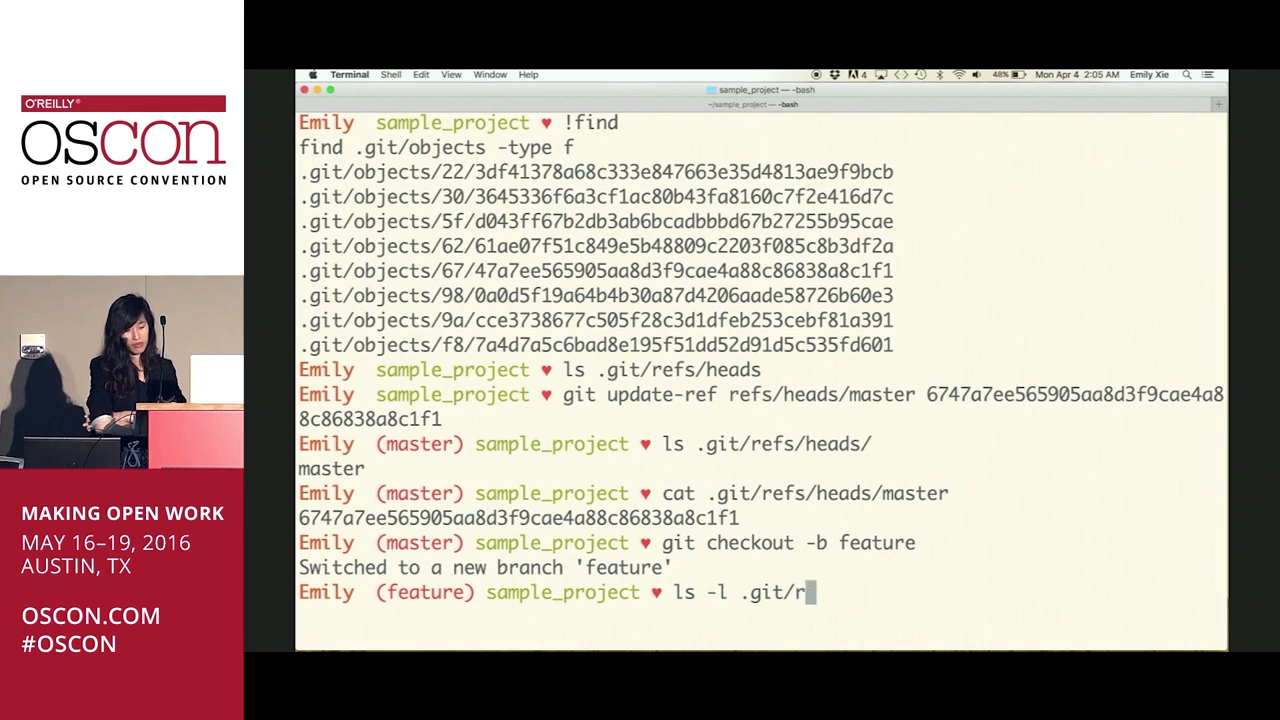 O'REILLY®
OSCON
OPEN SOURCE CONVENTION
MAKING OPEN WORK
MAY 16–19, 2016
AUSTIN, TX
OSCON.COM
#OSCON
Terminal Shell Edit View Window Help 4 48% Mon Apr 4 2:05 AM Emily Xie
sample_project — -bash
~/sample_project — -bash
Emily sample_project ♥ !find
find .git/objects -type f
.git/objects/22/3df41378a68c333e847663e35d4813ae9f9bcb
.git/objects/30/3645336f6a3cf1ac80b43fa8160c7f2e416d7c
.git/objects/5f/d043ff67b2db3ab6bcadbbbd67b27255b95cae
.git/objects/62/61ae07f51c849e5b48809c2203f085c8b3df2a
.git/objects/67/47a7ee565905aa8d3f9cae4a88c86838a8c1f1
.git/objects/98/0a0d5f19a64b4b30a87d4206aade58726b60e3
.git/objects/9a/cce3738677c505f28c3d1dfeb253cebf81a391
.git/objects/f8/7a4d7a5c6bad8e195f51dd52d91d5c535fd601
Emily sample_project ♥ ls .git/refs/heads
Emily sample_project ♥ git update-ref refs/heads/master 6747a7ee565905aa8d3f9cae4a8
8c86838a8c1f1
Emily (master) sample_project ♥ ls .git/refs/heads/
master
Emily (master) sample_project ♥ cat .git/refs/heads/master
6747a7ee565905aa8d3f9cae4a88c86838a8c1f1
Emily (master) sample_project ♥ git checkout -b feature
Switched to a new branch 'feature'
Emily (feature) sample_project ♥ ls -l .git/r